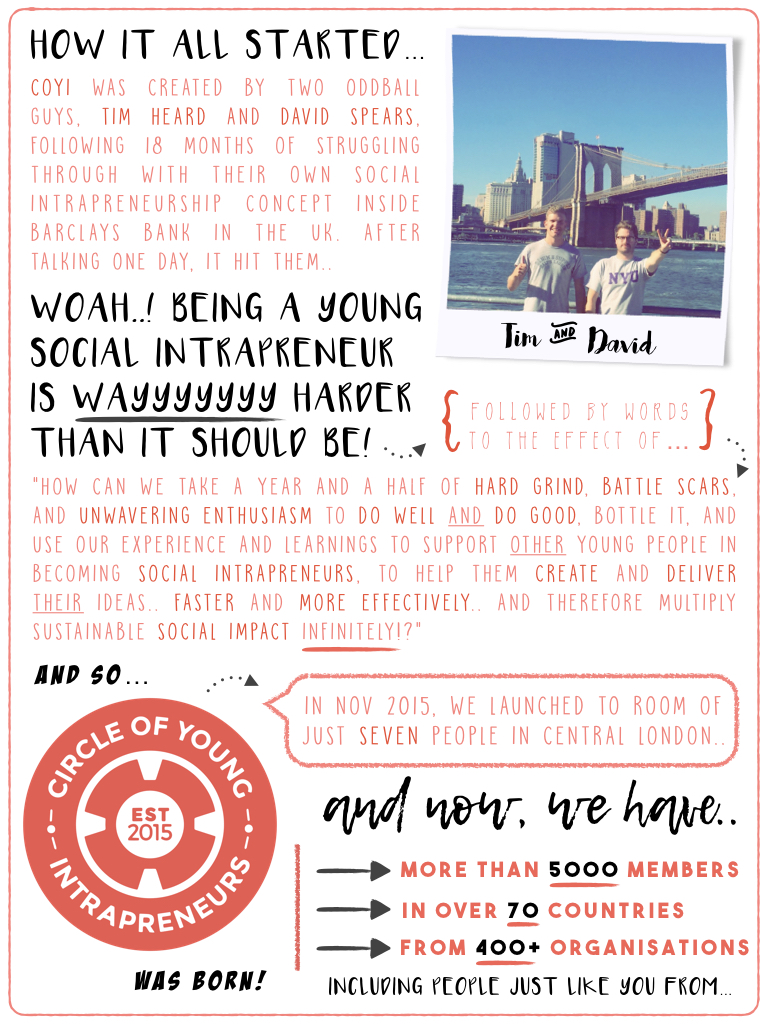 HOW IT ALL STARTED...
COYI WAS CREATED BY TWO ODDBALL
GUYS, TIM HEARD AND DAVID SPEARS,
FOLLOWING 18 MONTHS OF STRUGGLING
THROUGH WITH THEIR OWN SOCIAL
INTRAPRENEURSHIP CONCEPT INSIDE
BARCLAYS BANK IN THE UK. AFTER
TALKING ONE DAY, IT HIT THEM..
NYU
Tim AND David
WOAH..! BEING A YOUNG
SOCIAL INTRAPRENEUR
IS WAYYYYYYYY HARDER
THAN IT SHOULD BE!
{FOLLOWED BY WORDS
TO THE EFFECT OF...}
"HOW CAN WE TAKE A YEAR AND A HALF OF HARD GRIND, BATTLE SCARS,
AND UNWAVERING ENTHUSIASM TO DO WELL AND DO GOOD, BOTTLE IT, AND
USE OUR EXPERIENCE AND LEARNINGS TO SUPPORT OTHER YOUNG PEOPLE IN
BECOMING SOCIAL INTRAPRENEURS, TO HELP THEM CREATE AND DELIVER
THEIR IDEAS.. FASTER AND MORE EFFECTIVELY.. AND THEREFORE MULTIPLY
SUSTAINABLE SOCIAL IMPACT INFINITELY!?"
AND SO...
IN NOV 2015, WE LAUNCHED TO ROOM OF
JUST SEVEN PEOPLE IN CENTRAL LONDON..
CIRCLE OF YOUNG
EST
2015
INTRAPRENEURS
WAS BORN!
and now, we have..
MORE THAN 5000 MEMBERS
IN OVER 70 COUNTRIES
FROM 400+ ORGANISATIONS
INCLUDING PEOPLE JUST LIKE YOU FROM...